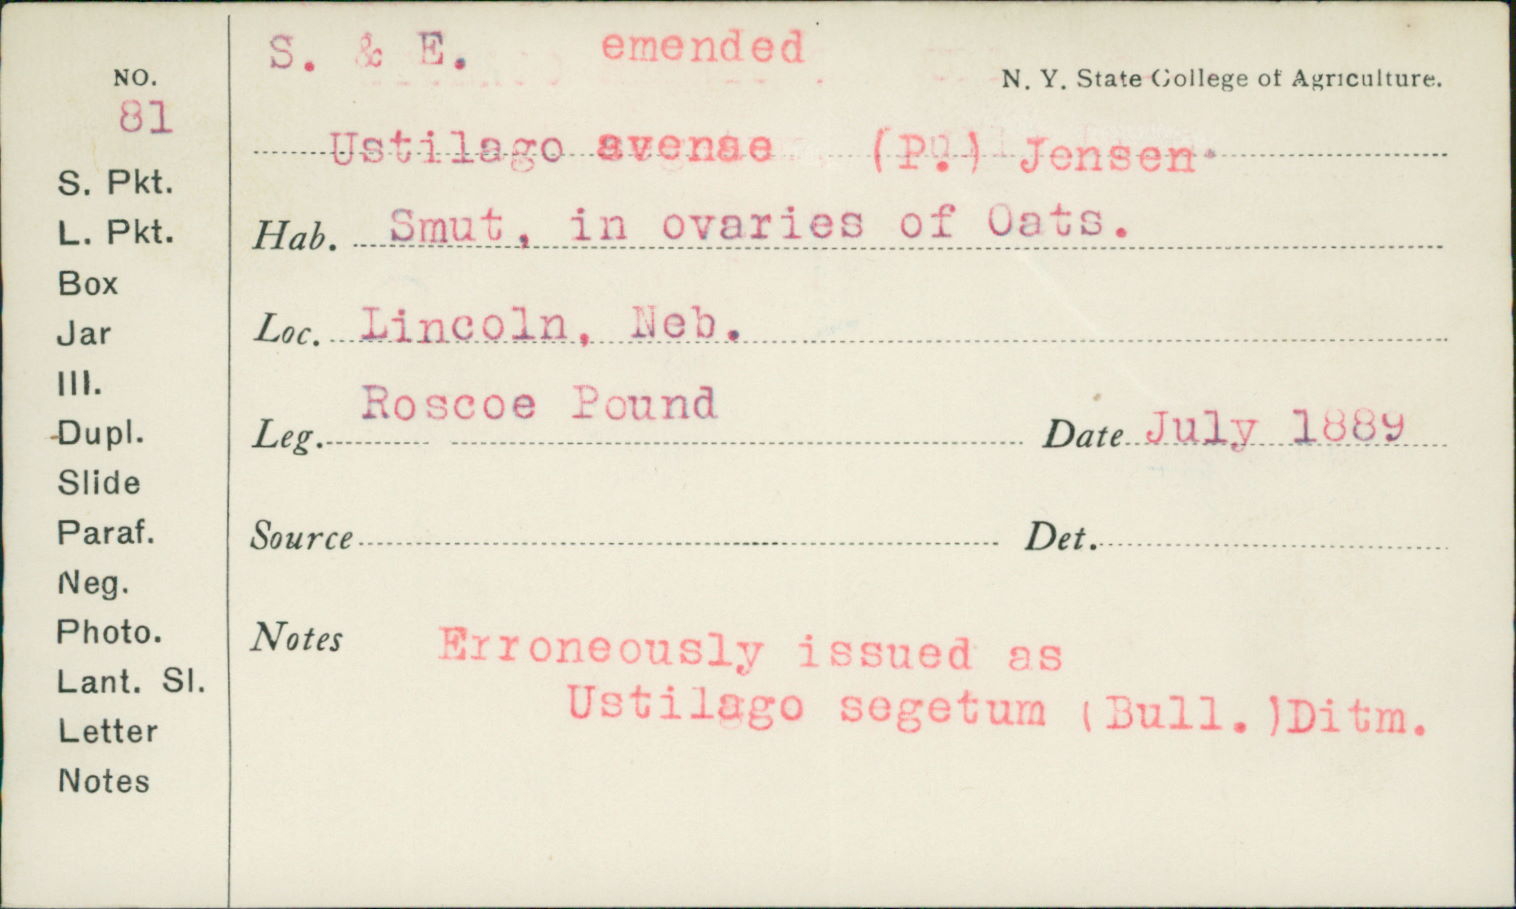 S. & E. emended
N. Y. State College of Agriculture.
NO.
81
Ustilago avenae (P.) Jensen
S. Pkt.
L. Pkt.
Box
Jar
Ill.
Dupl.
Slide
Paraf.
Neg.
Photo.
Lant. Sl.
Letter
Notes
Hab. Smut, in ovaries of Oats.
Loc. Lincoln, Neb.
Leg. Roscoe Pound
Date July 1889
Source
Det.
Notes Erroneously issued as
Ustilago segetum (Bull.)Ditm.